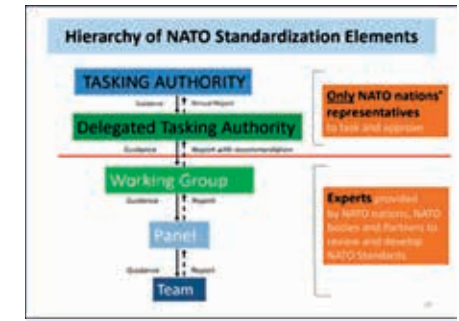 Hierarchy of NATO Standardization Elements
TASKING AUTHORITY
Guidance Annual Report
Delegated Tasking Authority
Guidance Report with recommendation
Working Group
Guidance Report
Panel
Guidance Report
Team
Only NATO nations'
representatives
to task and approve
Experts provided
by NATO nations, NATO
bodies and Partners to
review and develop
NATO Standards